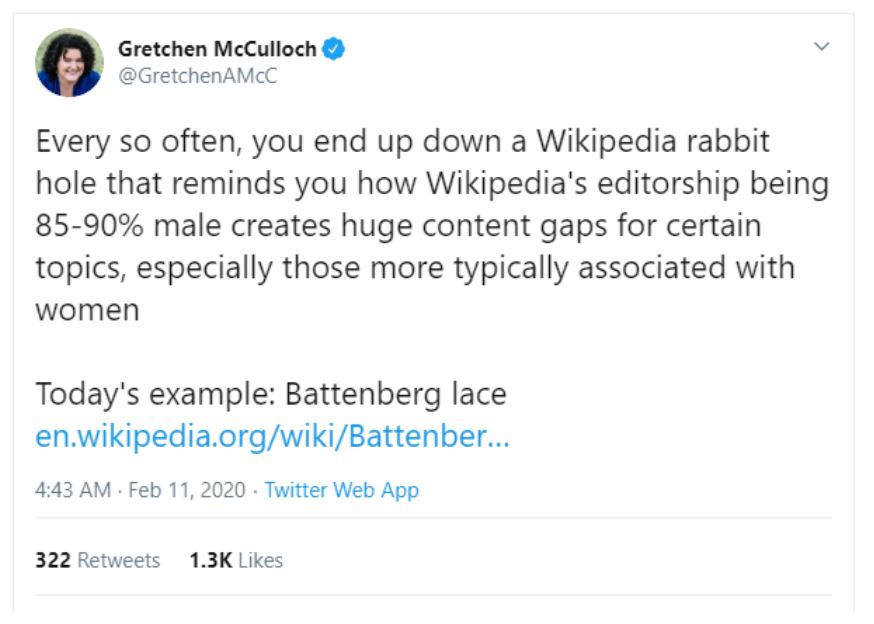 Gretchen McCulloch
@GretchenAMcC
Every so often, you end up down a Wikipedia rabbit
hole that reminds you how Wikipedia's editorship being
85-90% male creates huge content gaps for certain
topics, especially those more typically associated with
women
Today's example: Battenberg lace
en.wikipedia.org/wiki/Battenber...
4:43 AM · Feb 11, 2020 · Twitter Web App
322 Retweets 1.3K Likes